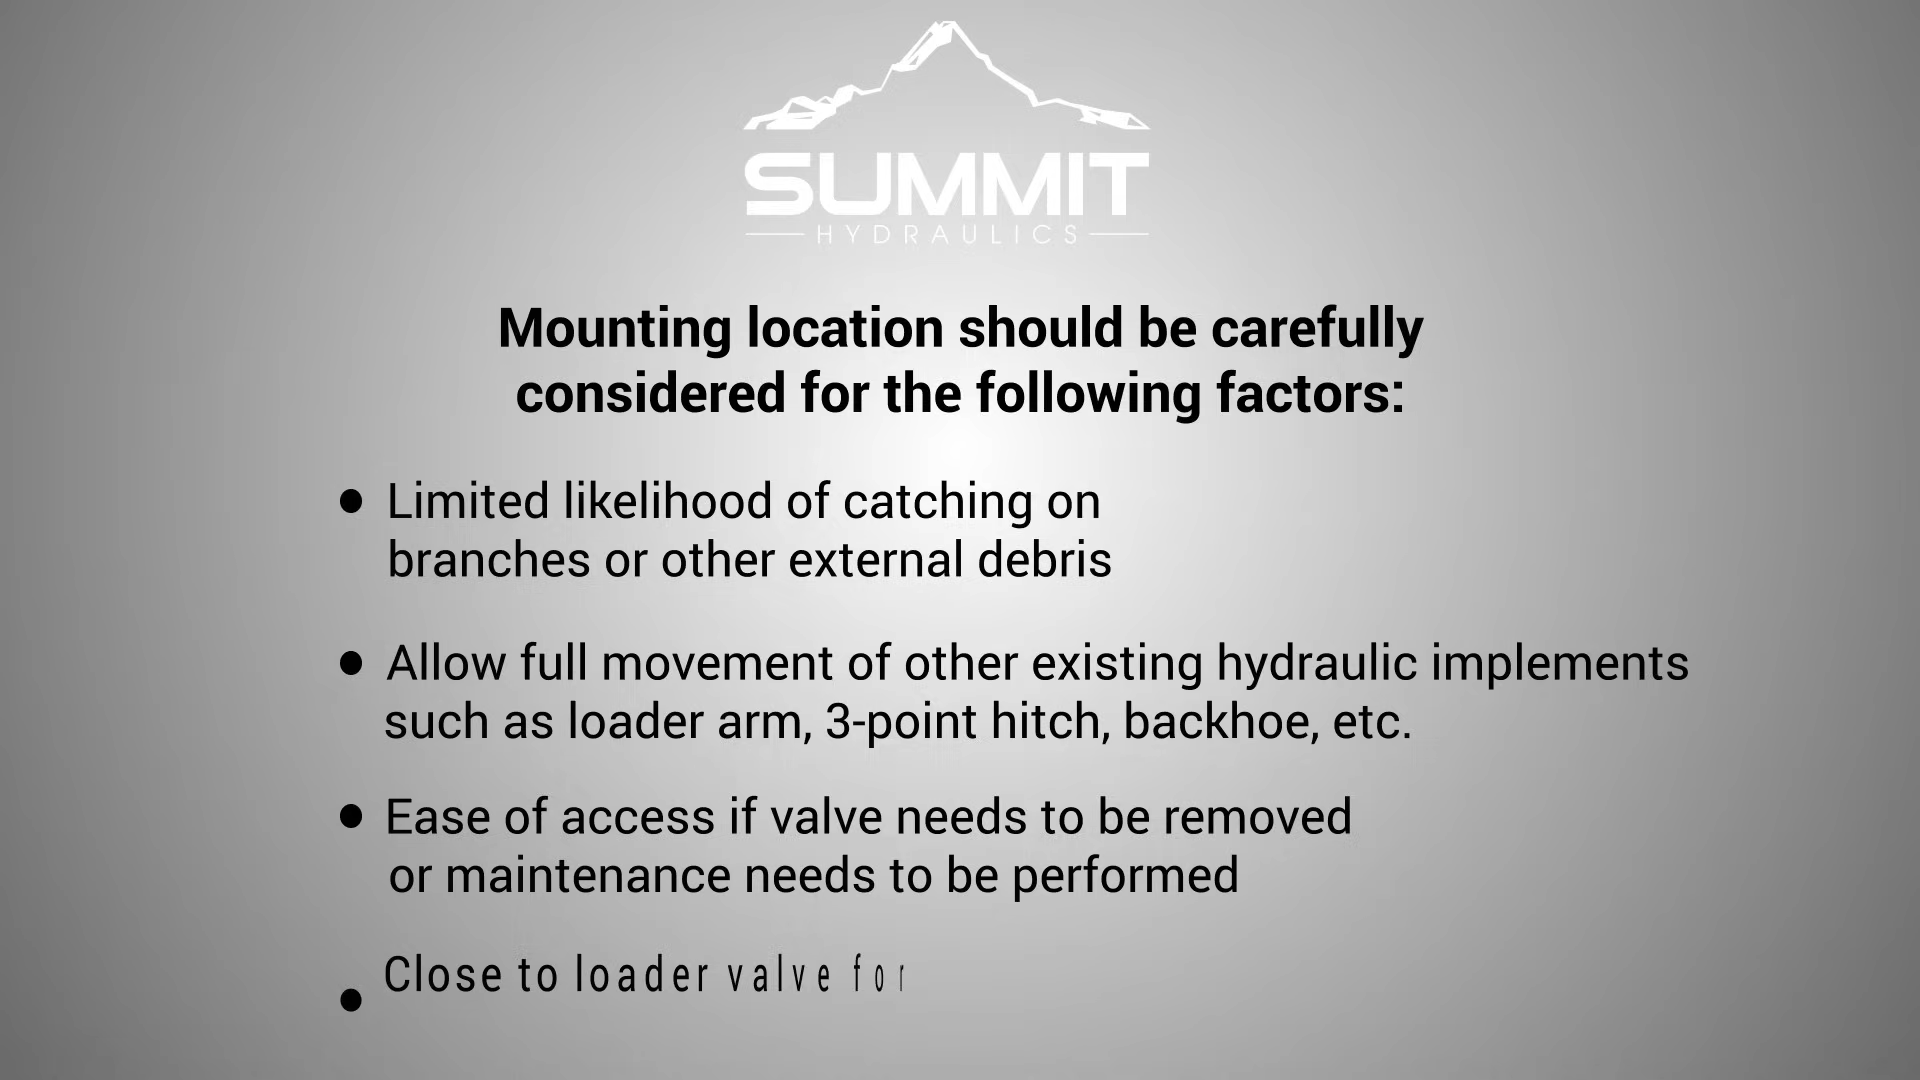 SUMMIT
HYDRAULICS
Mounting location should be carefully
considered for the following factors:
• Limited likelihood of catching on
branches or other external debris
• Allow full movement of other existing hydraulic implements
such as loader arm, 3-point hitch, backhoe, etc.
• Ease of access if valve needs to be removed
or maintenance needs to be performed
• Close to loader valve for